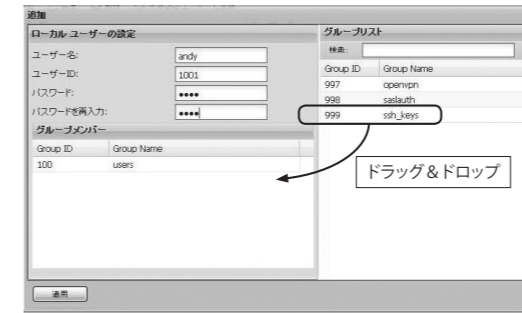 追加
ローカル ユーザーの設定
ユーザー名: andy
ユーザーID: 1001
パスワード: ●●●●
パスワードを再入力: ●●●●
グループメンバー
Group ID Group Name
100 users
グループリスト
検索:
Group ID Group Name
997 openvpn
998 saslauth
999 ssh_keys
ドラッグ＆ドロップ
適用